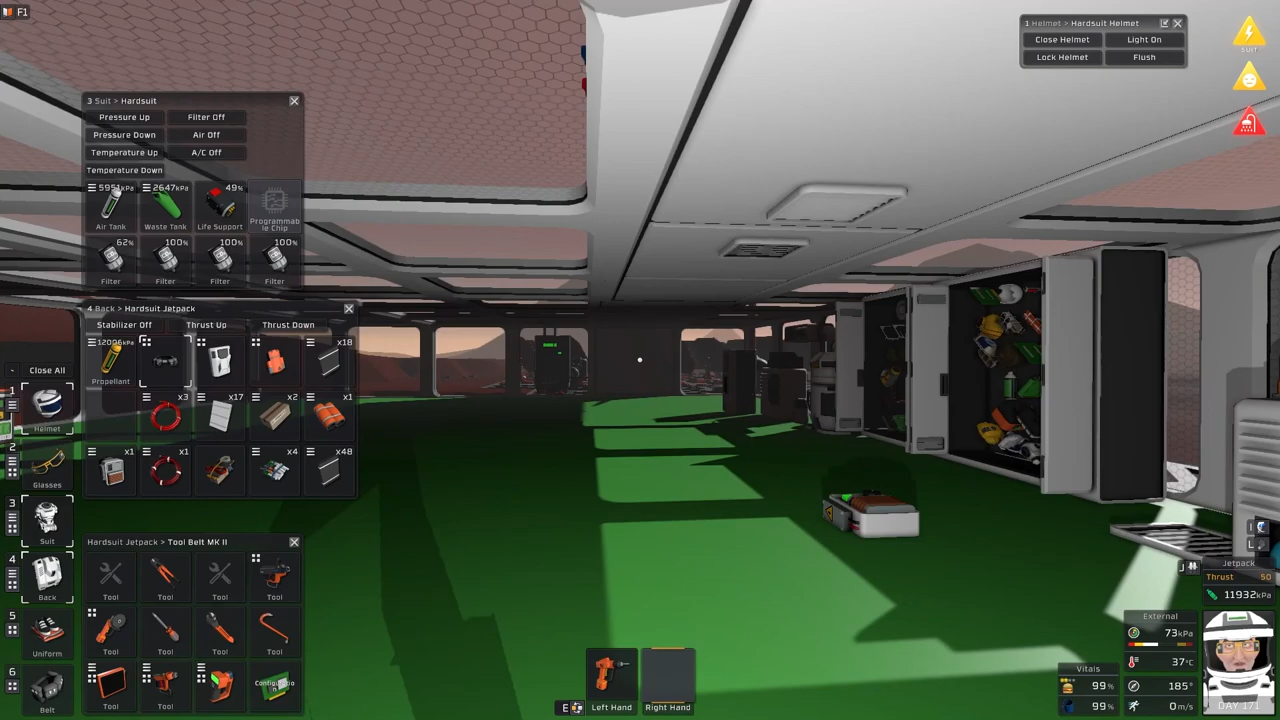 F1
1 Helmet > Hardsuit Helmet
Close Helmet
Light On
Lock Helmet
Flush
SUIT
3 Suit > Hardsuit
Pressure Up
Filter Off
Pressure Down
Air Off
Temperature Up
A/C Off
Temperature Down
5951kPa
2647kPa
49%
Air Tank
Waste Tank
Life Support
Programmab
le Chip
62%
100%
100%
100%
Filter
Filter
Filter
Filter
4 Back > Hardsuit Jetpack
Stabilizer Off
Thrust Up
Thrust Down
12006kPa
x18
Propellant
x3
x17
x2
x1
x1
x1
x4
x48
Close All
Helmet
2
Glasses
3
Suit
4
Back
5
Uniform
6
Belt
Hardsuit Jetpack > Tool Belt MK II
Tool
Tool
Tool
Tool
Tool
Tool
Tool
Tool
Tool
Tool
Tool
Configuratio
n
E
Left Hand
Right Hand
I
L
J
Jetpack
Thrust 50
11932kPa
External
73kPa
37°C
185°
0m/s
Vitals
99%
99%
DAY 171